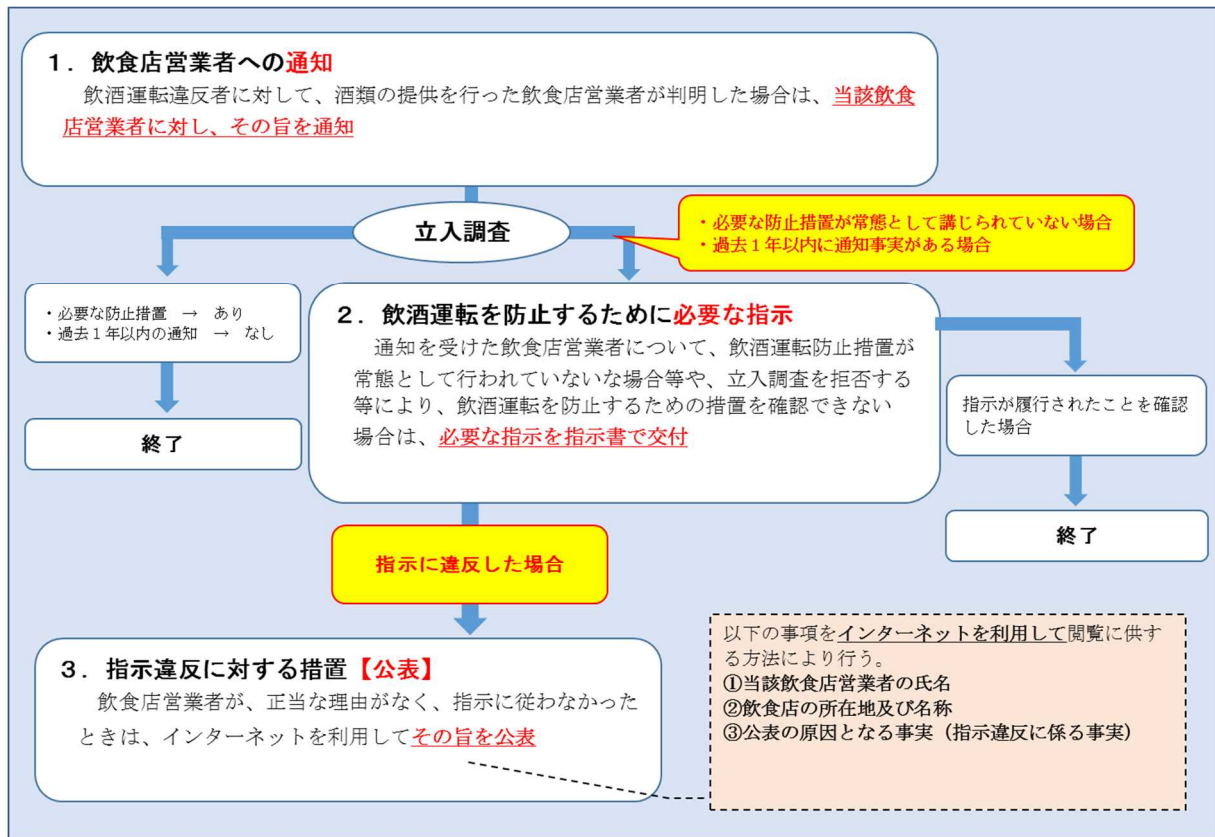 1．飲食店営業者への通知
飲酒運転違反者に対して、酒類の提供を行った飲食店営業者が判明した場合は、当該飲食
店営業者に対し、その旨を通知
立入調査
・必要な防止措置が常態として講じられていない場合
・過去１年以内に通知事実がある場合
・必要な防止措置　→　あり
・過去１年以内の通知　→　なし
終了
2．飲酒運転を防止するために必要な指示
通知を受けた飲食店営業者について、飲酒運転防止措置が
常態として行われていないな場合等や、立入調査を拒否する
等により、飲酒運転を防止するための措置を確認できない
場合は、必要な指示を指示書で交付
指示が履行されたことを確認
した場合
終了
指示に違反した場合
3．指示違反に対する措置【公表】
飲食店営業者が、正当な理由がなく、指示に従わなかった
ときは、インターネットを利用してその旨を公表
以下の事項をインターネットを利用して閲覧に供す
る方法により行う。
①当該飲食店営業者の氏名
②飲食店の所在地及び名称
③公表の原因となる事実（指示違反に係る事実）